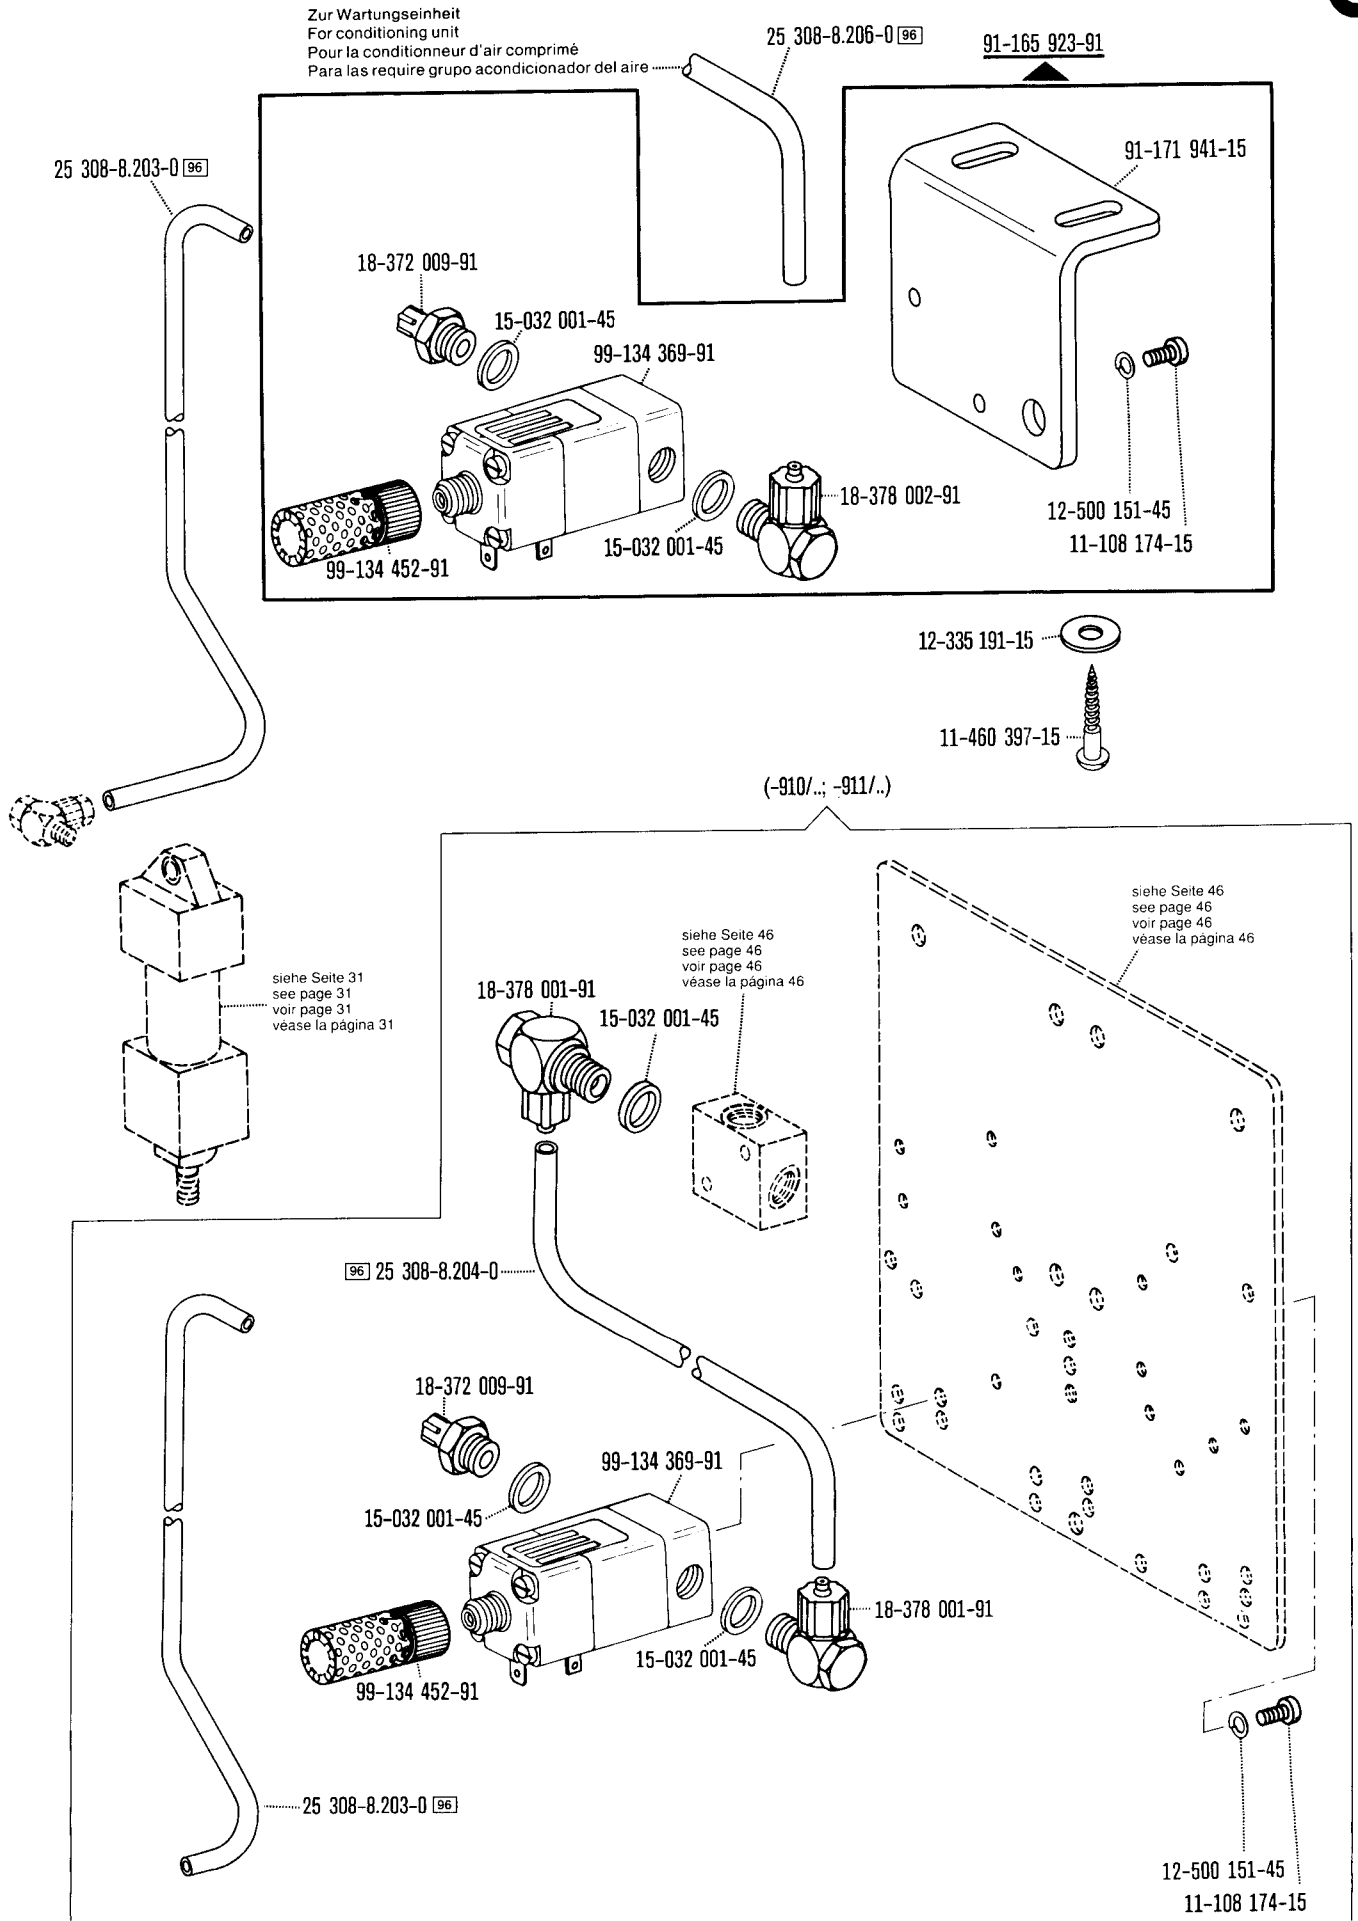 Zur Wartungseinheit
For conditioning unit
Pour la conditionneur d'air comprimé
Para las require grupo acondicionador del aire
25 308-8.206-0 96
91-165 923-91
91-171 941-15
25 308-8.203-0 96
18-372 009-91
15-032 001-45
99-134 369-91
18-378 002-91
12-500 151-45
15-032 001-45
11-108 174-15
99-134 452-91
12-335 191-15
11-460 397-15
(-910/..; -911/..)
siehe Seite 46
see page 46
voir page 46
véase la página 46
siehe Seite 46
see page 46
voir page 46
véase la página 46
siehe Seite 31
see page 31
voir page 31
véase la página 31
18-378 001-91
15-032 001-45
96 25 308-8.204-0
18-372 009-91
99-134 369-91
15-032 001-45
18-378 001-91
15-032 001-45
99-134 452-91
25 308-8.203-0 96
12-500 151-45
11-108 174-15